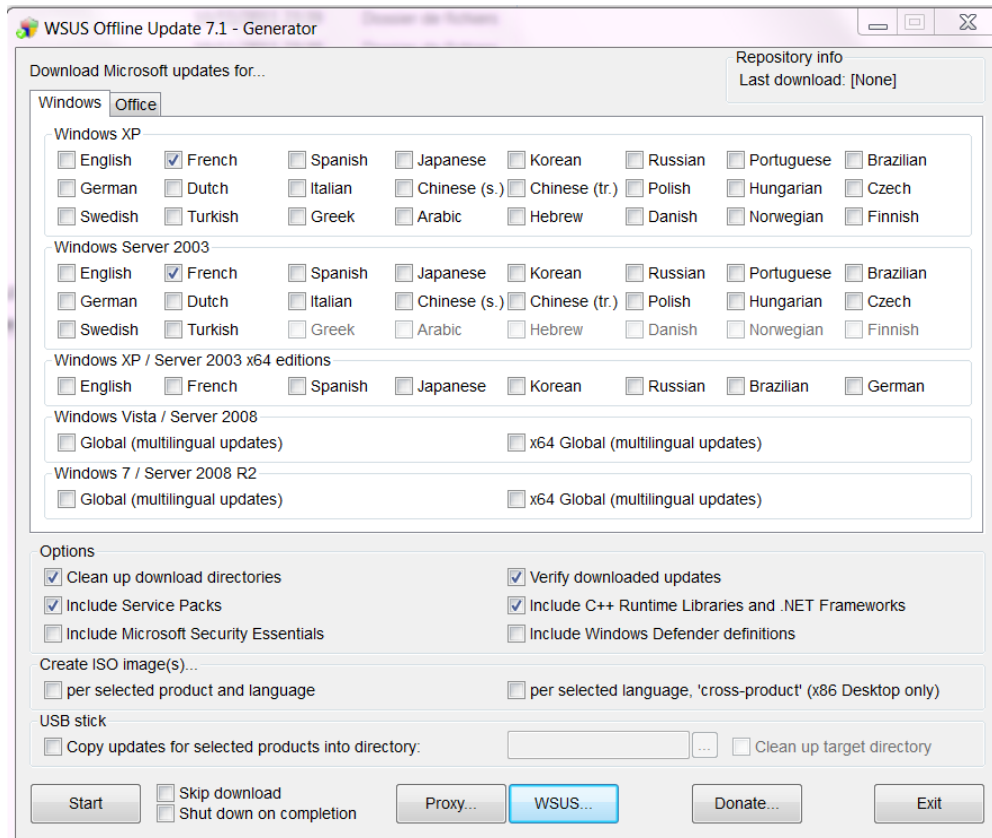 WSUS Offline Update 7.1 - Generator
Download Microsoft updates for...
Repository info
Last download: [None]
Windows Office
Windows XP
English French Spanish Japanese Korean Russian Portuguese Brazilian
German Dutch Italian Chinese (s.) Chinese (tr.) Polish Hungarian Czech
Swedish Turkish Greek Arabic Hebrew Danish Norwegian Finnish
Windows Server 2003
English French Spanish Japanese Korean Russian Portuguese Brazilian
German Dutch Italian Chinese (s.) Chinese (tr.) Polish Hungarian Czech
Swedish Turkish Greek Arabic Hebrew Danish Norwegian Finnish
Windows XP / Server 2003 x64 editions
English French Spanish Japanese Korean Russian Brazilian German
Windows Vista / Server 2008
Global (multilingual updates) x64 Global (multilingual updates)
Windows 7 / Server 2008 R2
Global (multilingual updates) x64 Global (multilingual updates)
Options
Clean up download directories Verify downloaded updates
Include Service Packs Include C++ Runtime Libraries and .NET Frameworks
Include Microsoft Security Essentials Include Windows Defender definitions
Create ISO image(s)...
per selected product and language per selected language, 'cross-product' (x86 Desktop only)
USB stick
Copy updates for selected products into directory: ... Clean up target directory
Start Skip download Proxy... WSUS... Donate... Exit
Shut down on completion